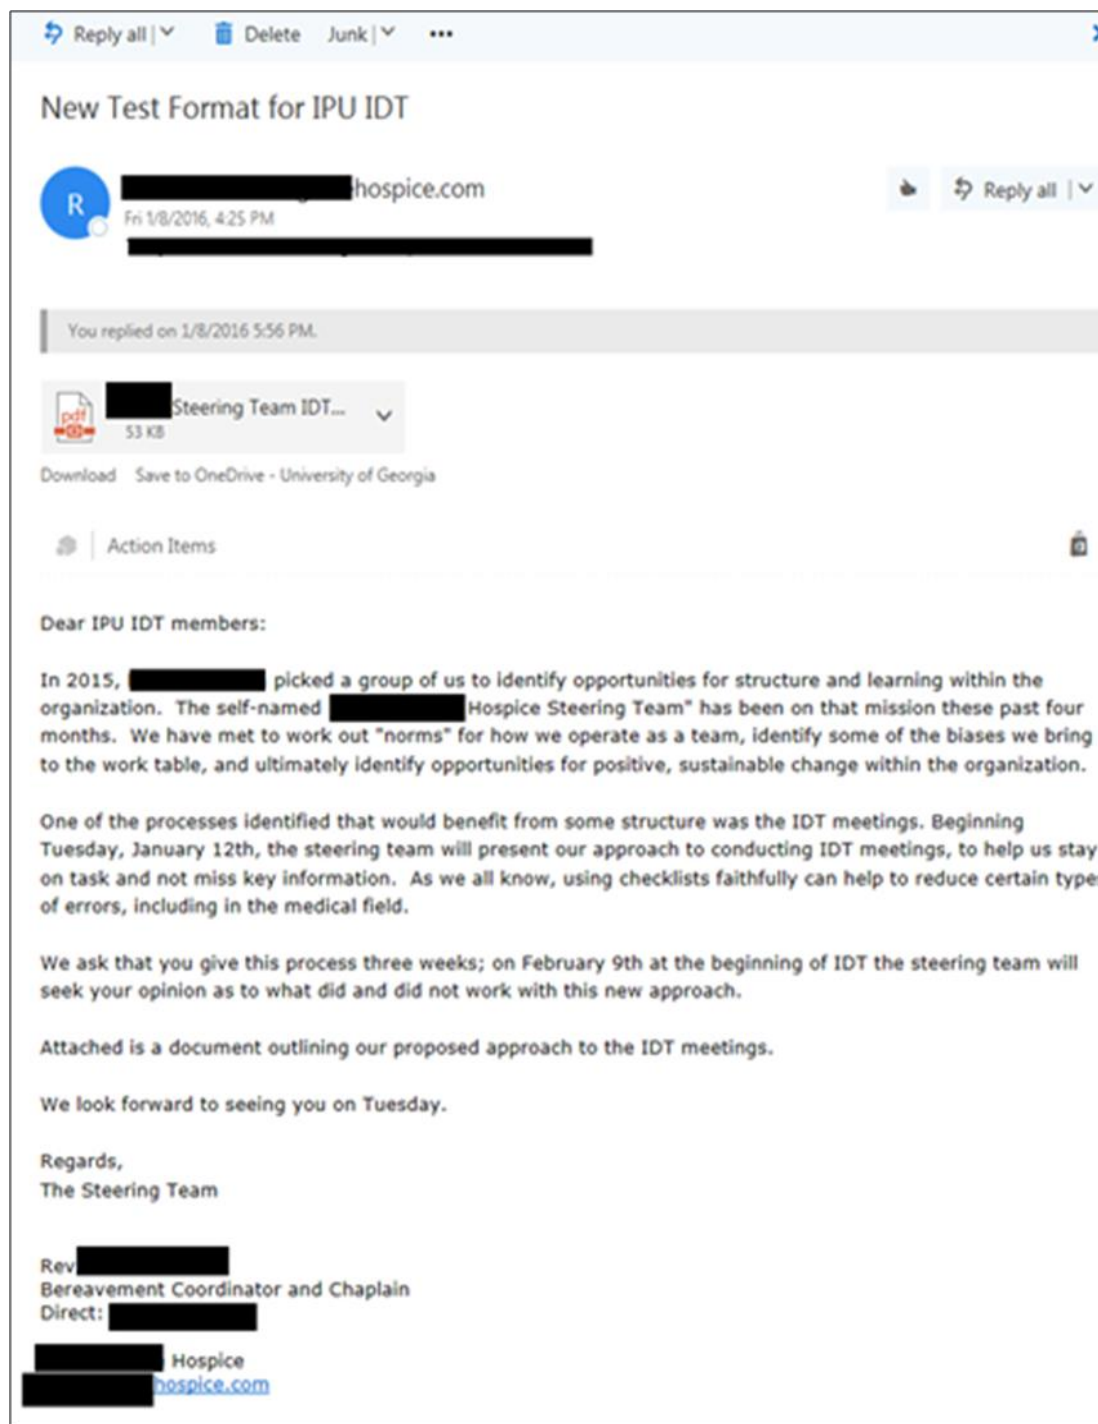 Reply all
Delete
Junk
New Test Format for IPU IDT
R
hospice.com
Reply all
Fri 1/8/2016, 4:25 PM
You replied on 1/8/2016 5:56 PM.
pdf
Steering Team IDT...
53 KB
Download Save to OneDrive - University of Georgia
Action Items
Dear IPU IDT members:
In 2015, picked a group of us to identify opportunities for structure and learning within the
organization. The self-named Hospice Steering Team" has been on that mission these past four
months. We have met to work out "norms" for how we operate as a team, identify some of the biases we bring
to the work table, and ultimately identify opportunities for positive, sustainable change within the organization.
One of the processes identified that would benefit from some structure was the IDT meetings. Beginning
Tuesday, January 12th, the steering team will present our approach to conducting IDT meetings, to help us stay
on task and not miss key information. As we all know, using checklists faithfully can help to reduce certain type
of errors, including in the medical field.
We ask that you give this process three weeks; on February 9th at the beginning of IDT the steering team will
seek your opinion as to what did and did not work with this new approach.
Attached is a document outlining our proposed approach to the IDT meetings.
We look forward to seeing you on Tuesday.
Regards,
The Steering Team
Rev
Bereavement Coordinator and Chaplain
Direct:
Hospice
hospice.com